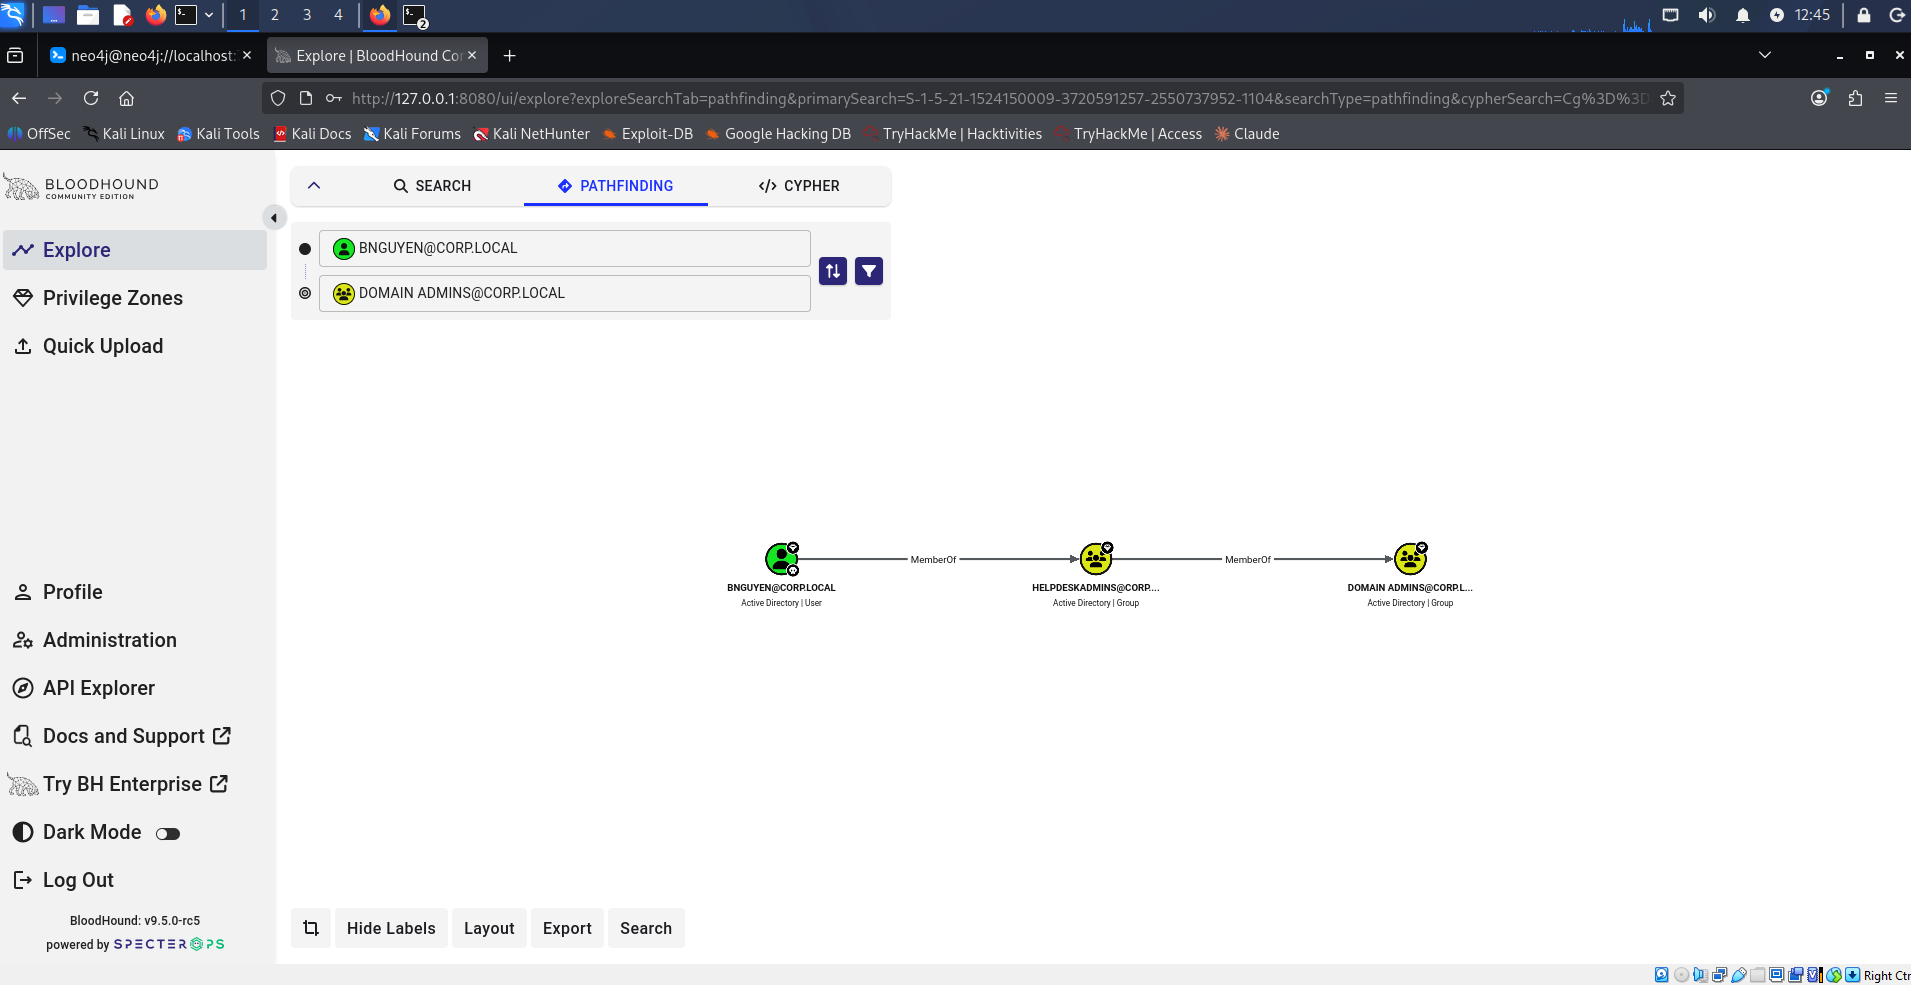 1 2 3 4 2 12:45
neo4j@neo4j://localhost: Explore | BloodHound Co
http://127.0.0.1:8080/ui/explore?exploreSearchTab=pathfinding&primarySearch=S-1-5-21-1524150009-3720591257-2550737952-1104&searchType=pathfinding&cypherSearch=Cg%3D%3D
OffSec Kali Linux Kali Tools Kali Docs Kali Forums Kali NetHunter Exploit-DB Google Hacking DB TryHackMe | Hacktivities TryHackMe | Access Claude
BLOODHOUND
COMMUNITY EDITION
SEARCH PATHFINDING CYPHER
BNGUYEN@CORP.LOCAL
DOMAIN ADMINS@CORP.LOCAL
Explore
Privilege Zones
Quick Upload
MemberOf MemberOf
BNGUYEN@CORP.LOCAL HELPDESKADMINS@CORP.... DOMAIN ADMINS@CORP.L...
Active Directory | User Active Directory | Group Active Directory | Group
Profile
Administration
API Explorer
Docs and Support
Try BH Enterprise
Dark Mode
Log Out
BloodHound: v9.5.0-rc5
powered by SPECTEROPS
Hide Labels Layout Export Search
Right Ctr